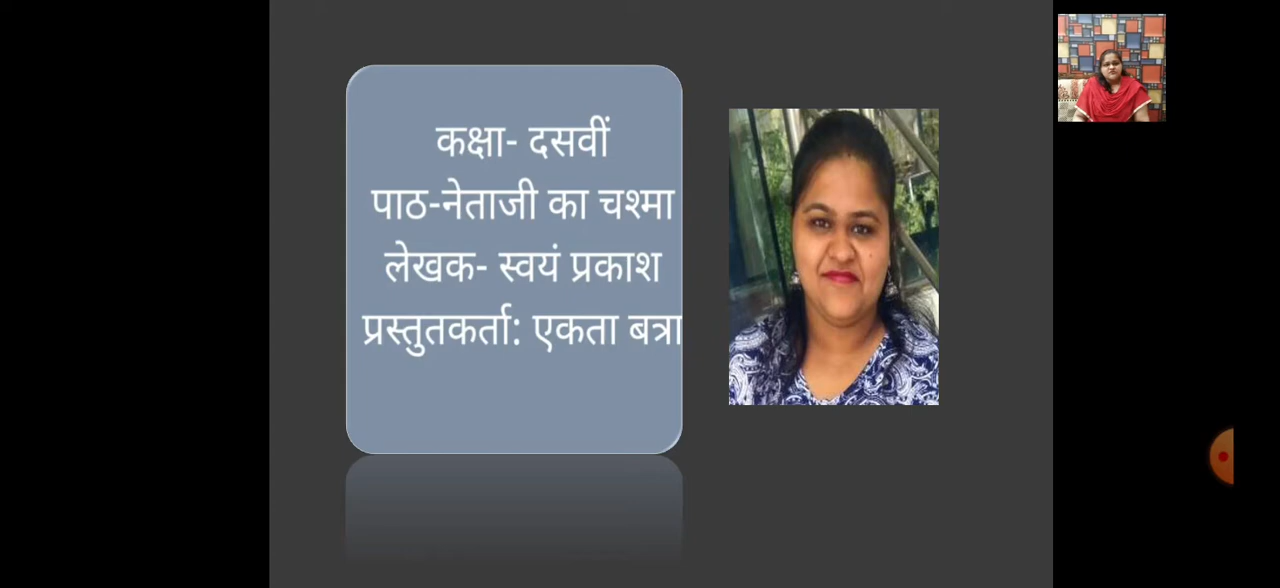 कक्षा- दसवीं
पाठ-नेताजी का चश्मा
लेखक- स्वयं प्रकाश
प्रस्तुतकर्ता: एकता बत्रा